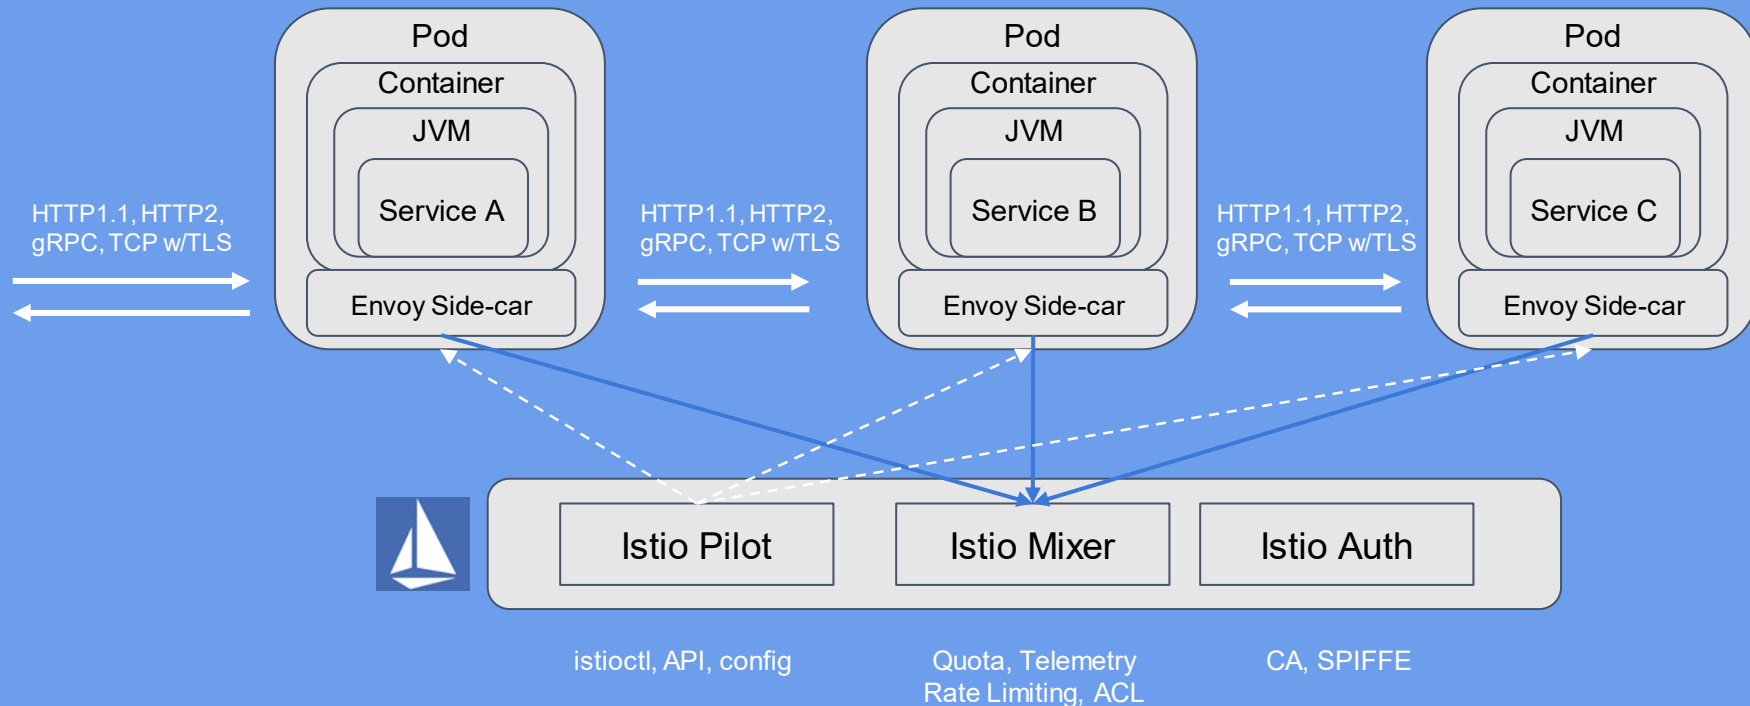 Pod
Container
JVM
Service A
Envoy Side-car
Pod
Container
JVM
Service B
Envoy Side-car
Pod
Container
JVM
Service C
Envoy Side-car
HTTP1.1, HTTP2,
gRPC, TCP w/TLS
HTTP1.1, HTTP2,
gRPC, TCP w/TLS
HTTP1.1, HTTP2,
gRPC, TCP w/TLS
Istio Pilot
Istio Mixer
Istio Auth
istioctl, API, config
Quota, Telemetry
Rate Limiting, ACL
CA, SPIFFE